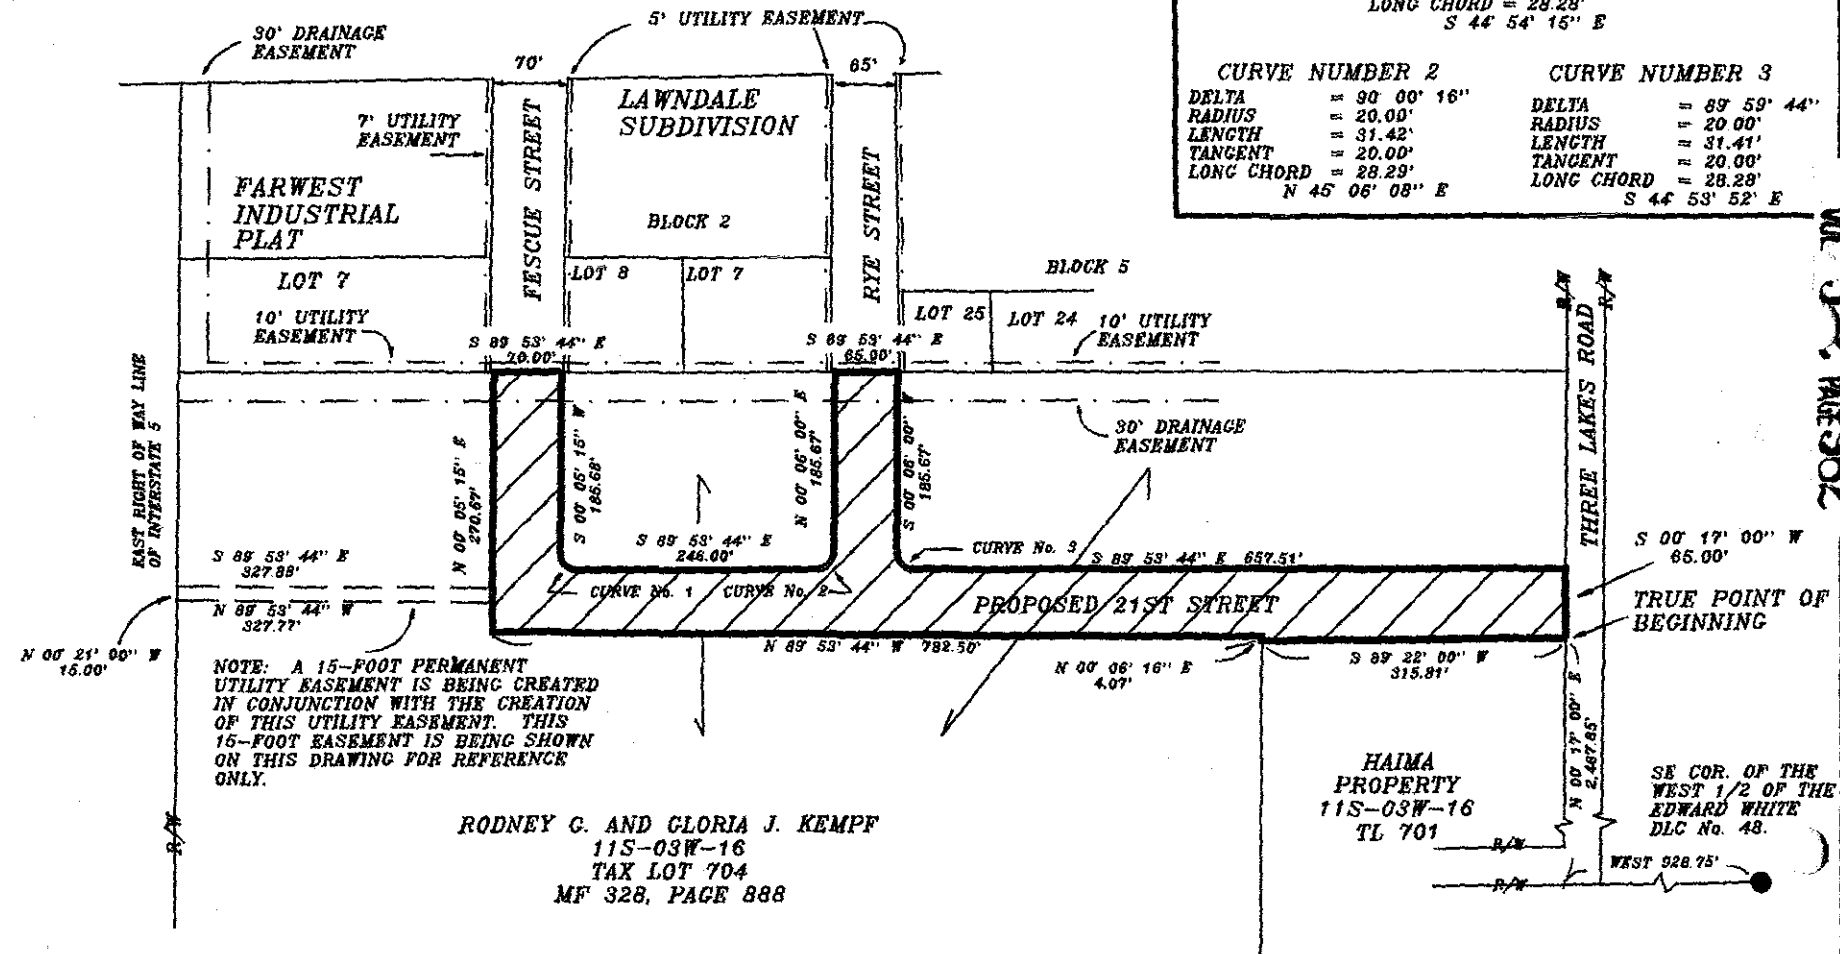 LONG CHORD = 28.28'
S 44° 54' 15" E
CURVE NUMBER 2
DELTA = 90° 00' 16"
RADIUS = 20.00'
LENGTH = 31.42'
TANGENT = 20.00'
LONG CHORD = 28.29'
N 45° 06' 08" E
CURVE NUMBER 3
DELTA = 89° 59' 44"
RADIUS = 20.00'
LENGTH = 31.41'
TANGENT = 20.00'
LONG CHORD = 28.28'
S 44° 53' 52" E
30' DRAINAGE
EASEMENT
5' UTILITY EASEMENT
70'
65'
7' UTILITY
EASEMENT
LAWNDALE
SUBDIVISION
FARWEST
INDUSTRIAL
PLAT
FESCUE STREET
BLOCK 2
RYE STREET
LOT 7
LOT 8
LOT 7
BLOCK 5
LOT 25
LOT 24
10' UTILITY
EASEMENT
10' UTILITY
EASEMENT
S 89° 53' 44" E
70.00'
S 89° 53' 44" E
65.00'
R/W
R/W
THREE LAKES ROAD
30' DRAINAGE
EASEMENT
EAST RIGHT OF WAY LINE
OF INTERSTATE 5
N 00° 05' 15" E
270.67'
S 00° 05' 15" W
185.68'
N 00° 06' 00" E
185.67'
S 00° 06' 00" W
185.67'
S 89° 53' 44" E
246.00'
CURVE No. 3
S 89° 53' 44" E 657.51'
S 00° 17' 00" W
65.00'
S 89° 53' 44" E
327.88'
N 89° 53' 44" W
327.77'
CURVE No. 1
CURVE No. 2
PROPOSED 21ST STREET
TRUE POINT OF
BEGINNING
N 00° 21' 00" W
15.00'
N 89° 53' 44" W 782.50'
N 00° 06' 16" E
4.07'
S 89° 22' 00" W
315.81'
NOTE: A 15-FOOT PERMANENT
UTILITY EASEMENT IS BEING CREATED
IN CONJUNCTION WITH THE CREATION
OF THIS UTILITY EASEMENT. THIS
15-FOOT EASEMENT IS BEING SHOWN
ON THIS DRAWING FOR REFERENCE
ONLY.
N 00° 17' 00" E
2,487.85'
HAIMA
PROPERTY
11S-03W-16
TL 701
SE COR. OF THE
WEST 1/2 OF THE
EDWARD WHITE
DLC No. 48.
R/W
RODNEY G. AND GLORIA J. KEMPF
11S-03W-16
TAX LOT 704
MF 328, PAGE 888
R/W
R/W
WEST 928.75'